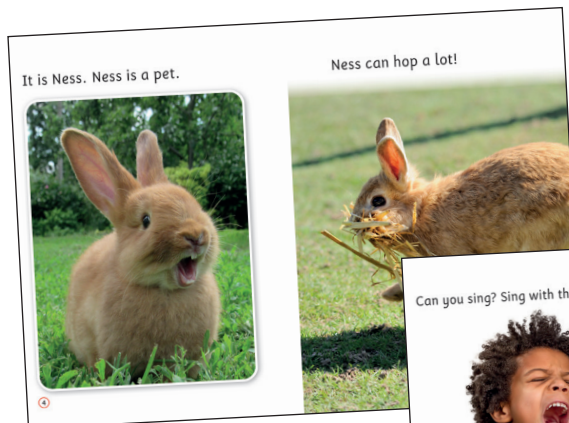 It is Ness. Ness is a pet.
Ness can hop a lot!
4
Can you sing? Sing with